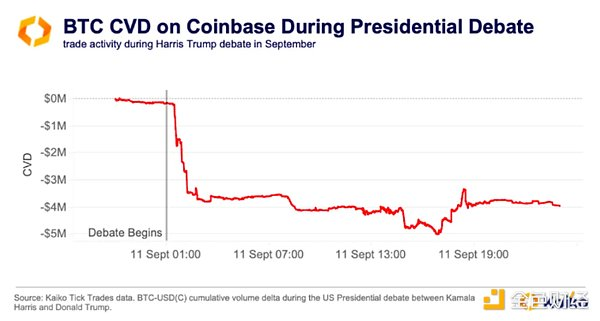 BTC CVD on Coinbase During Presidential Debate
trade activity during Harris Trump debate in September
$0M
-$1M
-$2M
-$3M
-$4M
-$5M
CVD
Debate Begins
11 Sept 01:00
11 Sept 07:00
11 Sept 13:00
11 Sept 19:00
Source: Kaiko Tick Trades data. BTC-USD(C) cumulative volume delta during the US Presidential debate between Kamala
Harris and Donald Trump.
金色财经